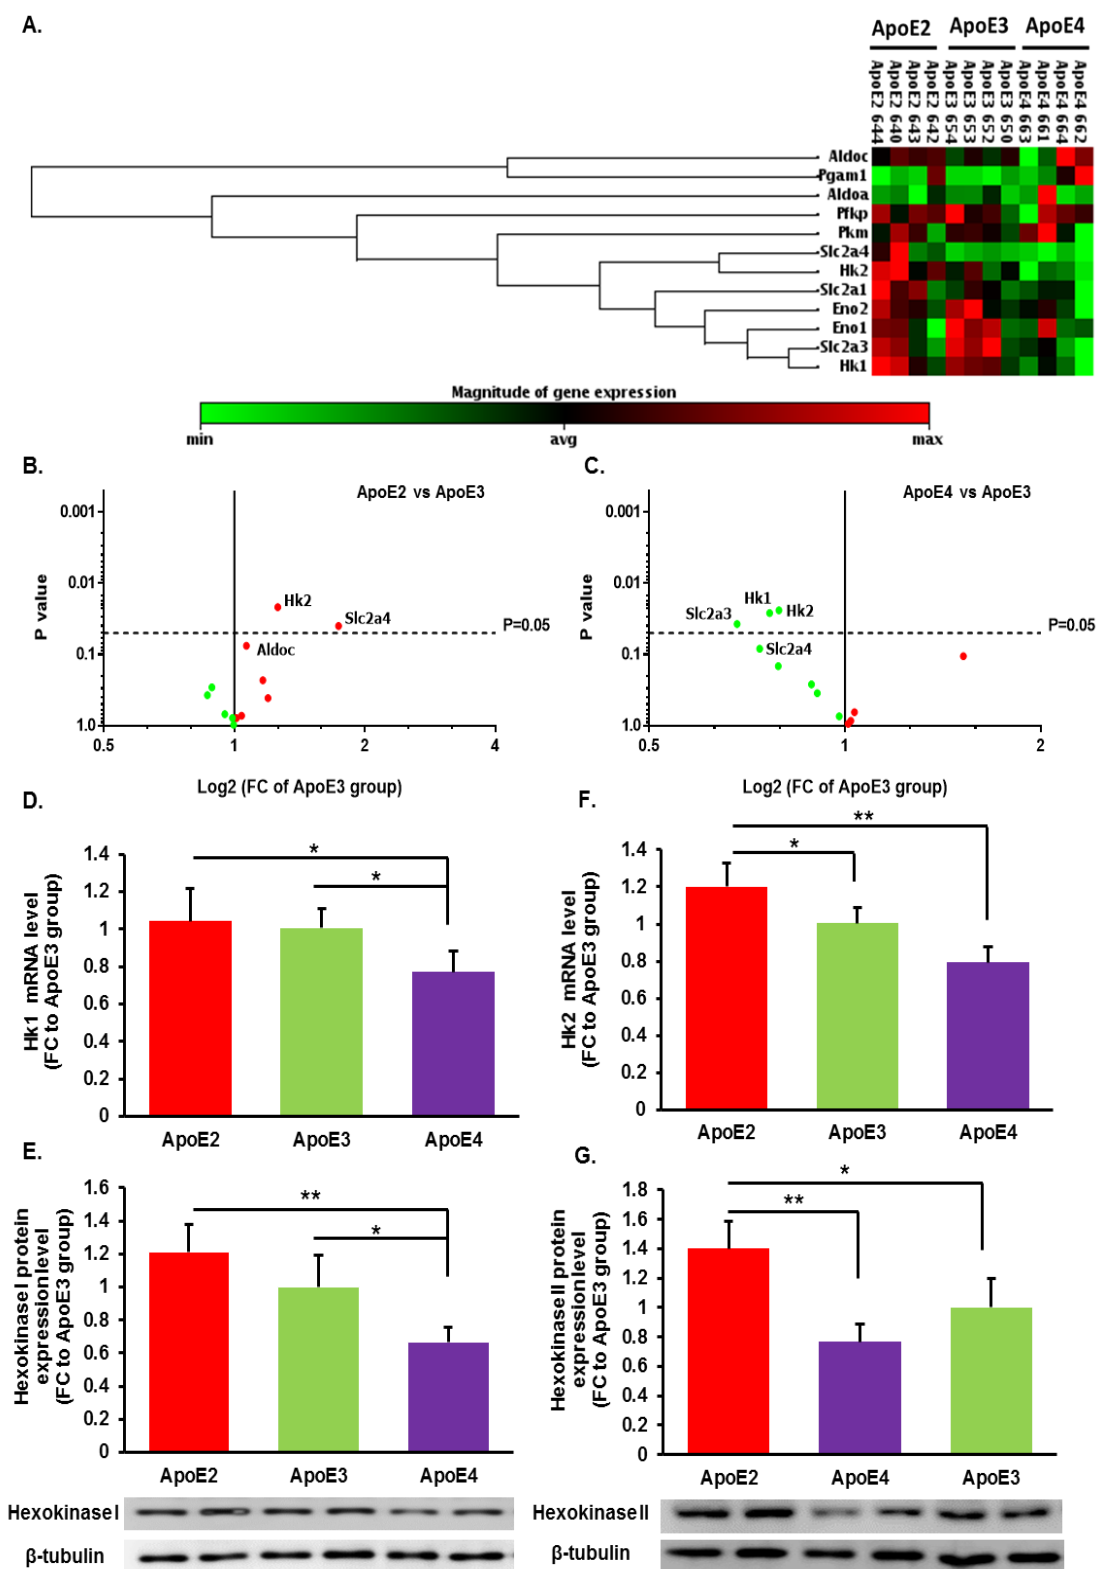 A.
ApoE2 ApoE3 ApoE4
ApoE2 644
ApoE2 640
ApoE2 643
ApoE2 642
ApoE3 654
ApoE3 653
ApoE3 652
ApoE3 650
ApoE4 663
ApoE4 661
ApoE4 664
ApoE4 662
Aldoc
Pgam1
Aldoa
Pfkp
Pkm
Slc2a4
Hk2
Slc2a1
Eno2
Eno1
Slc2a3
Hk1
Magnitude of gene expression
min avg max
B.
ApoE2 vs ApoE3
P value
0.001
0.01
0.1
1.0
Hk2
Slc2a4
Aldoc
P=0.05
0.5 1 2 4
Log2 (FC of ApoE3 group)
C.
ApoE4 vs ApoE3
P value
0.001
0.01
0.1
1.0
Hk1
Hk2
Slc2a3
Slc2a4
P=0.05
0.5 1 2
Log2 (FC of ApoE3 group)
D.
Hk1 mRNA level
(FC to ApoE3 group)
1.4
1.2
1
0.8
0.6
0.4
0.2
0
*
*
ApoE2 ApoE3 ApoE4
F.
Hk2 mRNA level
(FC to ApoE3 group)
1.4
1.2
1
0.8
0.6
0.4
0.2
0
**
*
ApoE2 ApoE3 ApoE4
E.
Hexokinase I protein
expression level
(FC to ApoE3 group)
1.6
1.4
1.2
1
0.8
0.6
0.4
0.2
0
**
*
ApoE2 ApoE3 ApoE4
Hexokinase I
β-tubulin
G.
Hexokinase II protein
expression level
(FC to ApoE3 group)
1.8
1.6
1.4
1.2
1
0.8
0.6
0.4
0.2
0
*
**
ApoE2 ApoE4 ApoE3
Hexokinase II
β-tubulin